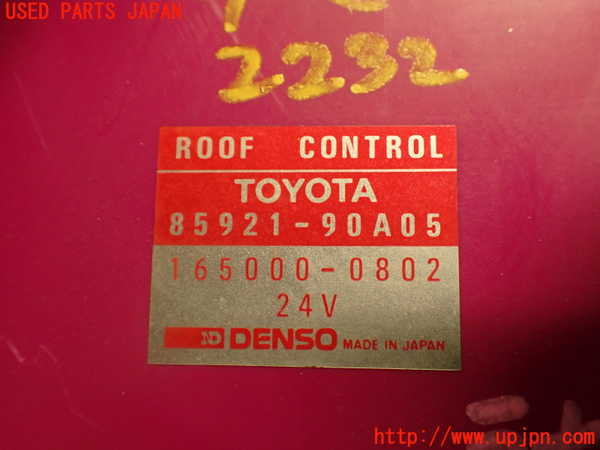 USED PARTS JAPAN
2232
ROOF CONTROL
TOYOTA
85921-90A05
165000-0802
24V
ND DENSO MADE IN JAPAN
http://www.upjpn.com